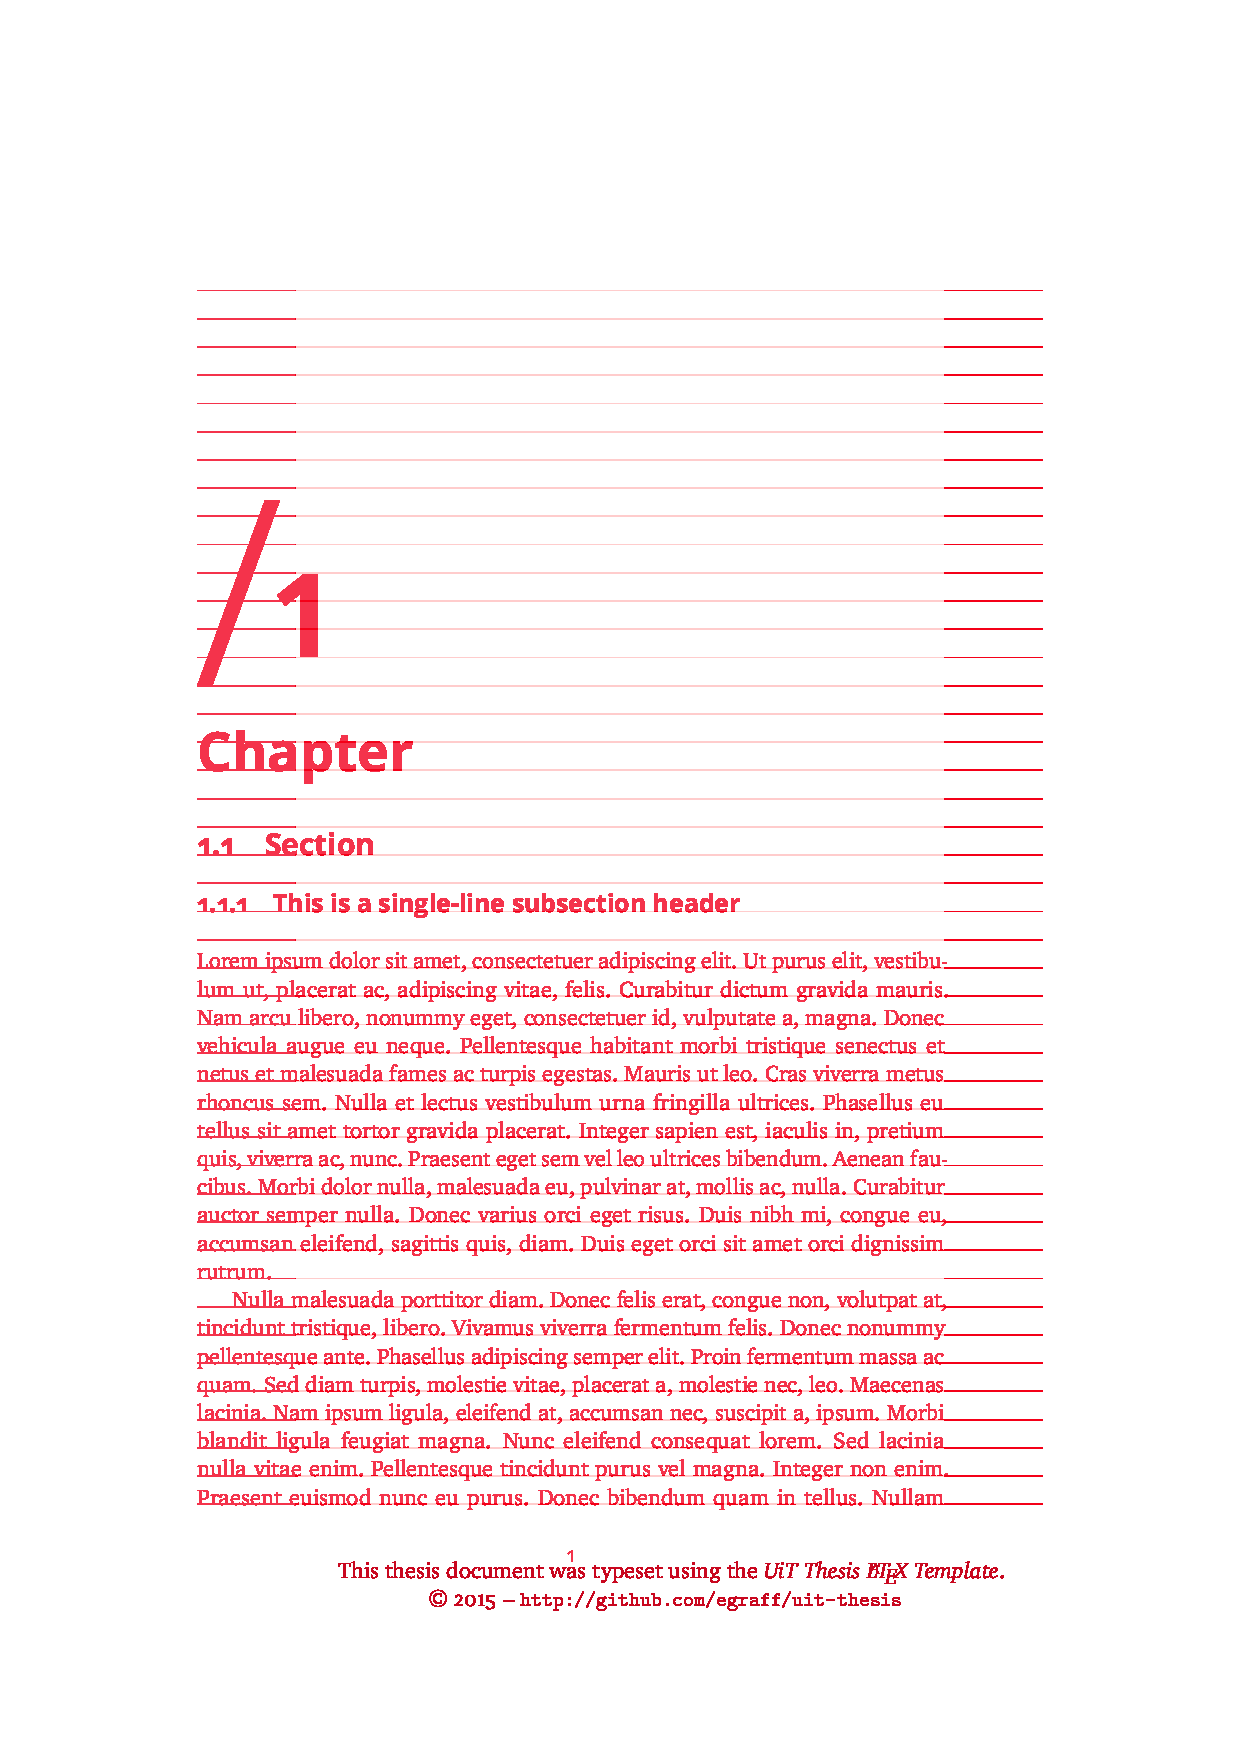 /1
Chapter
1.1 Section
1.1.1 This is a single-line subsection header
Lorem ipsum dolor sit amet, consectetuer adipiscing elit. Ut purus elit, vestibu-
lum ut, placerat ac, adipiscing vitae, felis. Curabitur dictum gravida mauris.
Nam arcu libero, nonummy eget, consectetuer id, vulputate a, magna. Donec
vehicula augue eu neque. Pellentesque habitant morbi tristique senectus et
netus et malesuada fames ac turpis egestas. Mauris ut leo. Cras viverra metus
rhoncus sem. Nulla et lectus vestibulum urna fringilla ultrices. Phasellus eu
tellus sit amet tortor gravida placerat. Integer sapien est, iaculis in, pretium
quis, viverra ac, nunc. Praesent eget sem vel leo ultrices bibendum. Aenean fau-
cibus. Morbi dolor nulla, malesuada eu, pulvinar at, mollis ac, nulla. Curabitur
auctor semper nulla. Donec varius orci eget risus. Duis nibh mi, congue eu,
accumsan eleifend, sagittis quis, diam. Duis eget orci sit amet orci dignissim
rutrum.
Nulla malesuada porttitor diam. Donec felis erat, congue non, volutpat at,
tincidunt tristique, libero. Vivamus viverra fermentum felis. Donec nonummy
pellentesque ante. Phasellus adipiscing semper elit. Proin fermentum massa ac
quam. Sed diam turpis, molestie vitae, placerat a, molestie nec, leo. Maecenas
lacinia. Nam ipsum ligula, eleifend at, accumsan nec, suscipit a, ipsum. Morbi
blandit ligula feugiat magna. Nunc eleifend consequat lorem. Sed lacinia
nulla vitae enim. Pellentesque tincidunt purus vel magna. Integer non enim.
Praesent euismod nunc eu purus. Donec bibendum quam in tellus. Nullam
1
This thesis document was typeset using the UiT Thesis LATEX Template.
© 2015 – http://github.com/egraff/uit-thesis